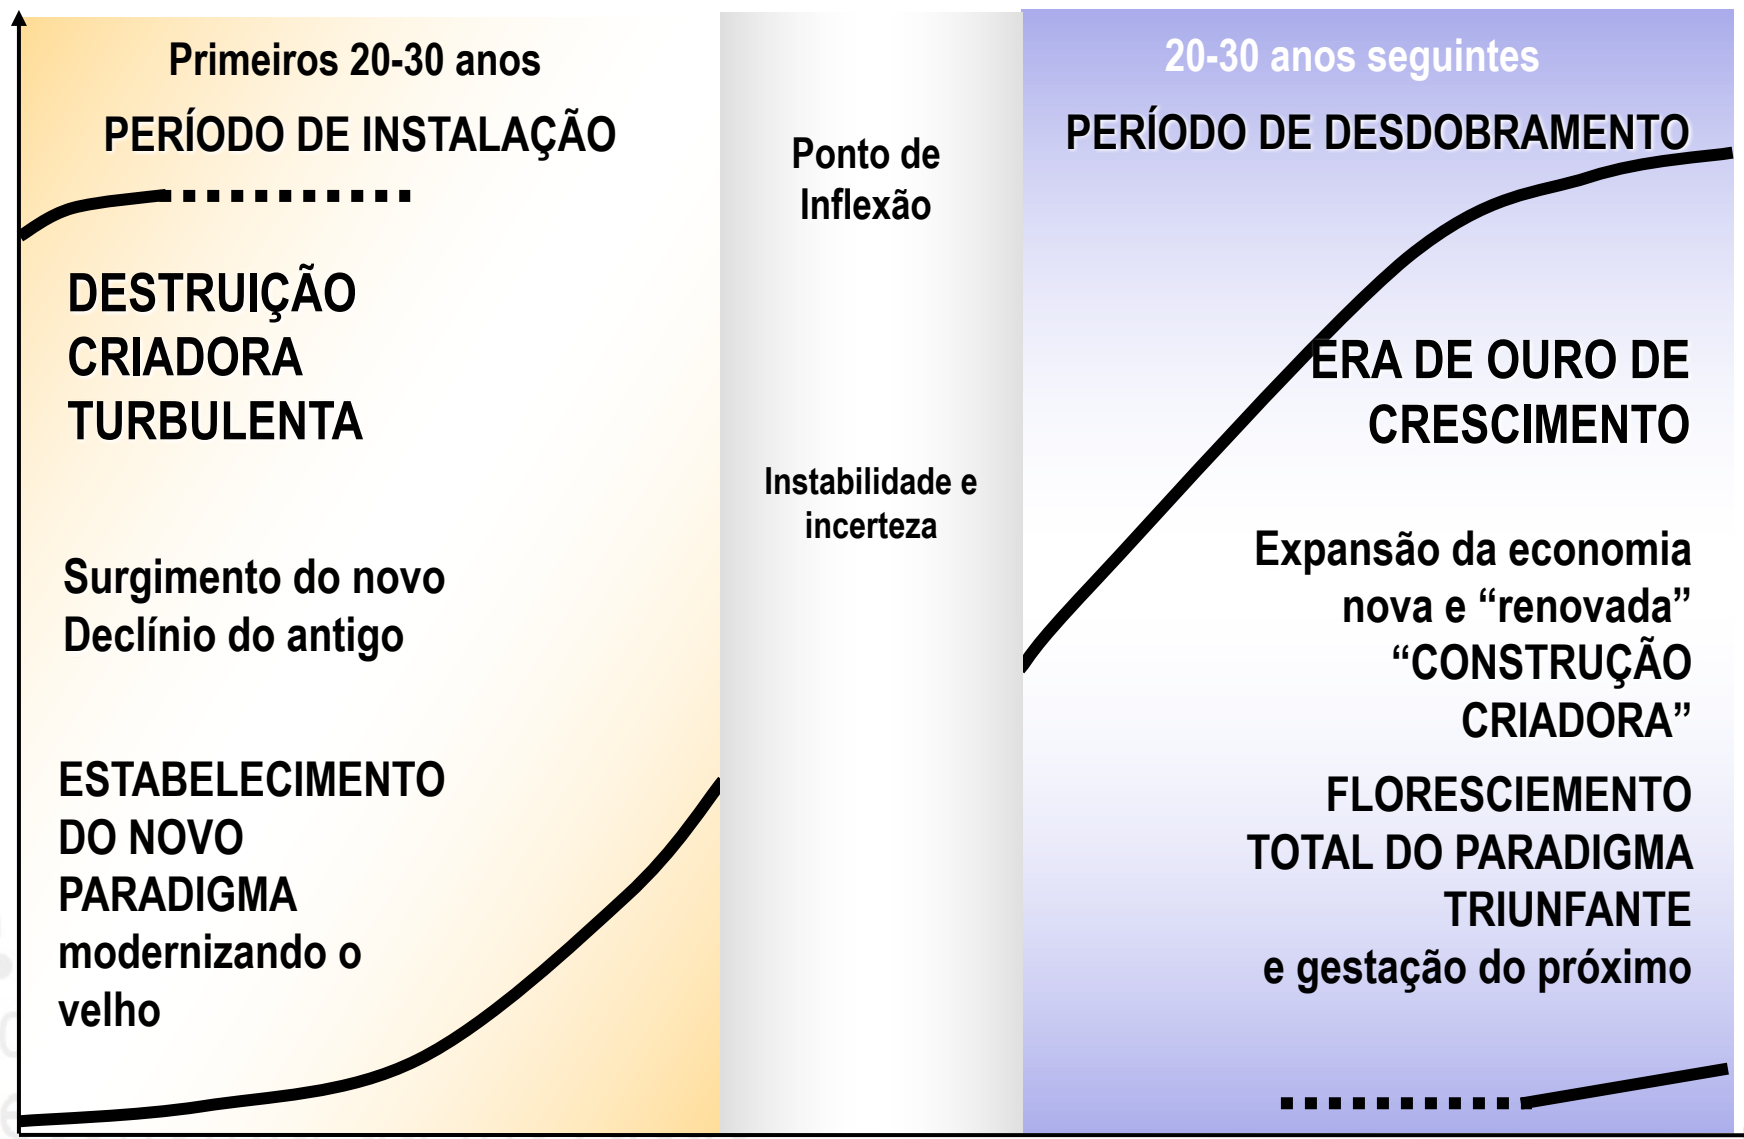 Primeiros 20-30 anos
PERÍODO DE INSTALAÇÃO
DESTRUIÇÃO
CRIADORA
TURBULENTA
Surgimento do novo
Declínio do antigo
ESTABELECIMENTO
DO NOVO
PARADIGMA
modernizando o
velho
Ponto de
Inflexão
Instabilidade e
incerteza
20-30 anos seguintes
PERÍODO DE DESDOBRAMENTO
ERA DE OURO DE
CRESCIMENTO
Expansão da economia
nova e “renovada”
“CONSTRUÇÃO
CRIADORA”
FLORESCIEMENTO
TOTAL DO PARADIGMA
TRIUNFANTE
e gestação do próximo